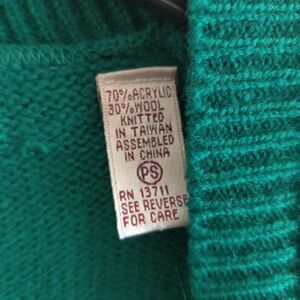 70% ACRYLIC
30% WOOL
KNITTED
IN TAIWAN
ASSEMBLED
IN CHINA
PS
RN 13711
SEE REVERSE
FOR CARE